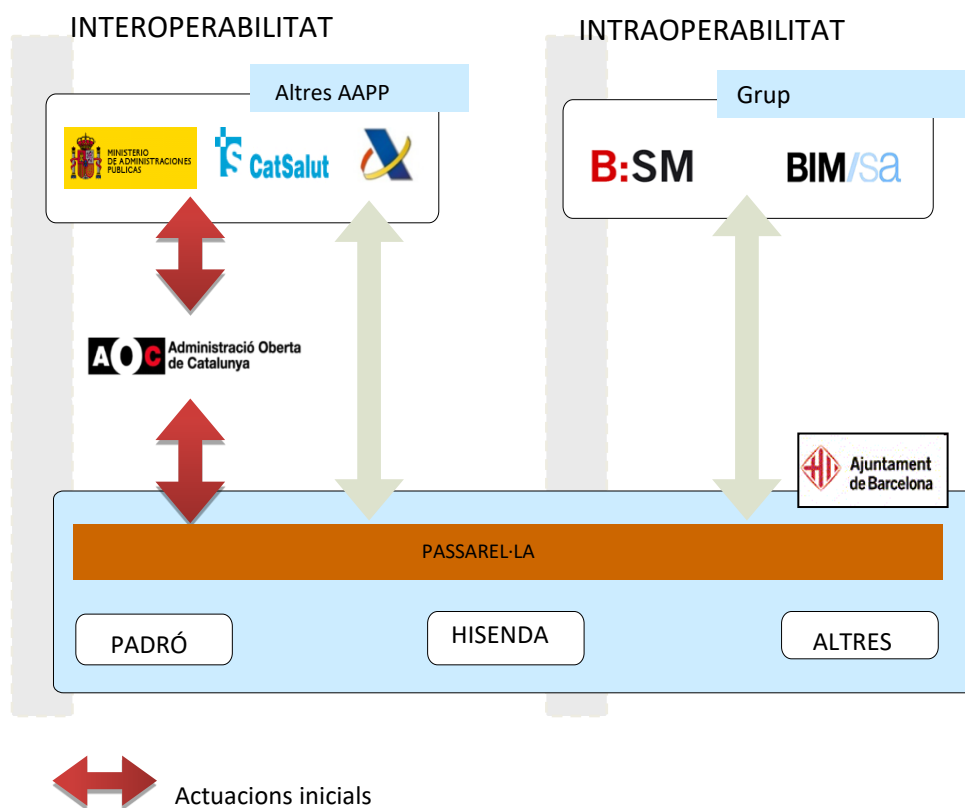 INTEROPERABILITAT
INTRAOPERABILITAT
Altres AAPP
Grup
MINISTERIO
DE ADMINISTRACIONES
PÚBLICAS
CatSalut
B:SM
BIM/sa
AOC
Administració Oberta
de Catalunya
Ajuntament
de Barcelona
PASSAREL·LA
PADRÓ
HISENDA
ALTRES
Actuacions inicials